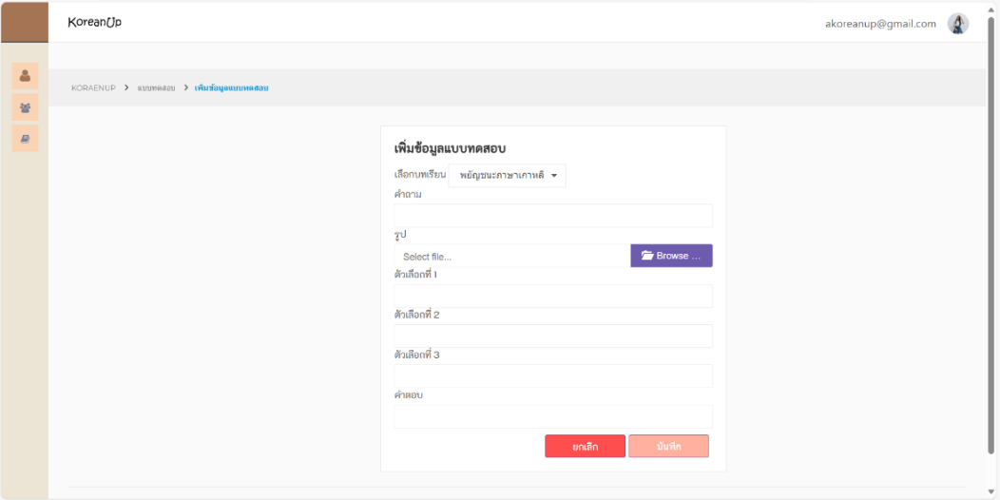 KoreanUp
akoreanup@gmail.com
KORAENUP > แบบทดสอบ > เพิ่มข้อมูลแบบทดสอบ
เพิ่มข้อมูลแบบทดสอบ
เลือกบทเรียน พยัญชนะภาษาเกาหลี
คำถาม
รูป
Select file...
Browse ...
ตัวเลือกที่ 1
ตัวเลือกที่ 2
ตัวเลือกที่ 3
คำตอบ
ยกเลิก
บันทึก